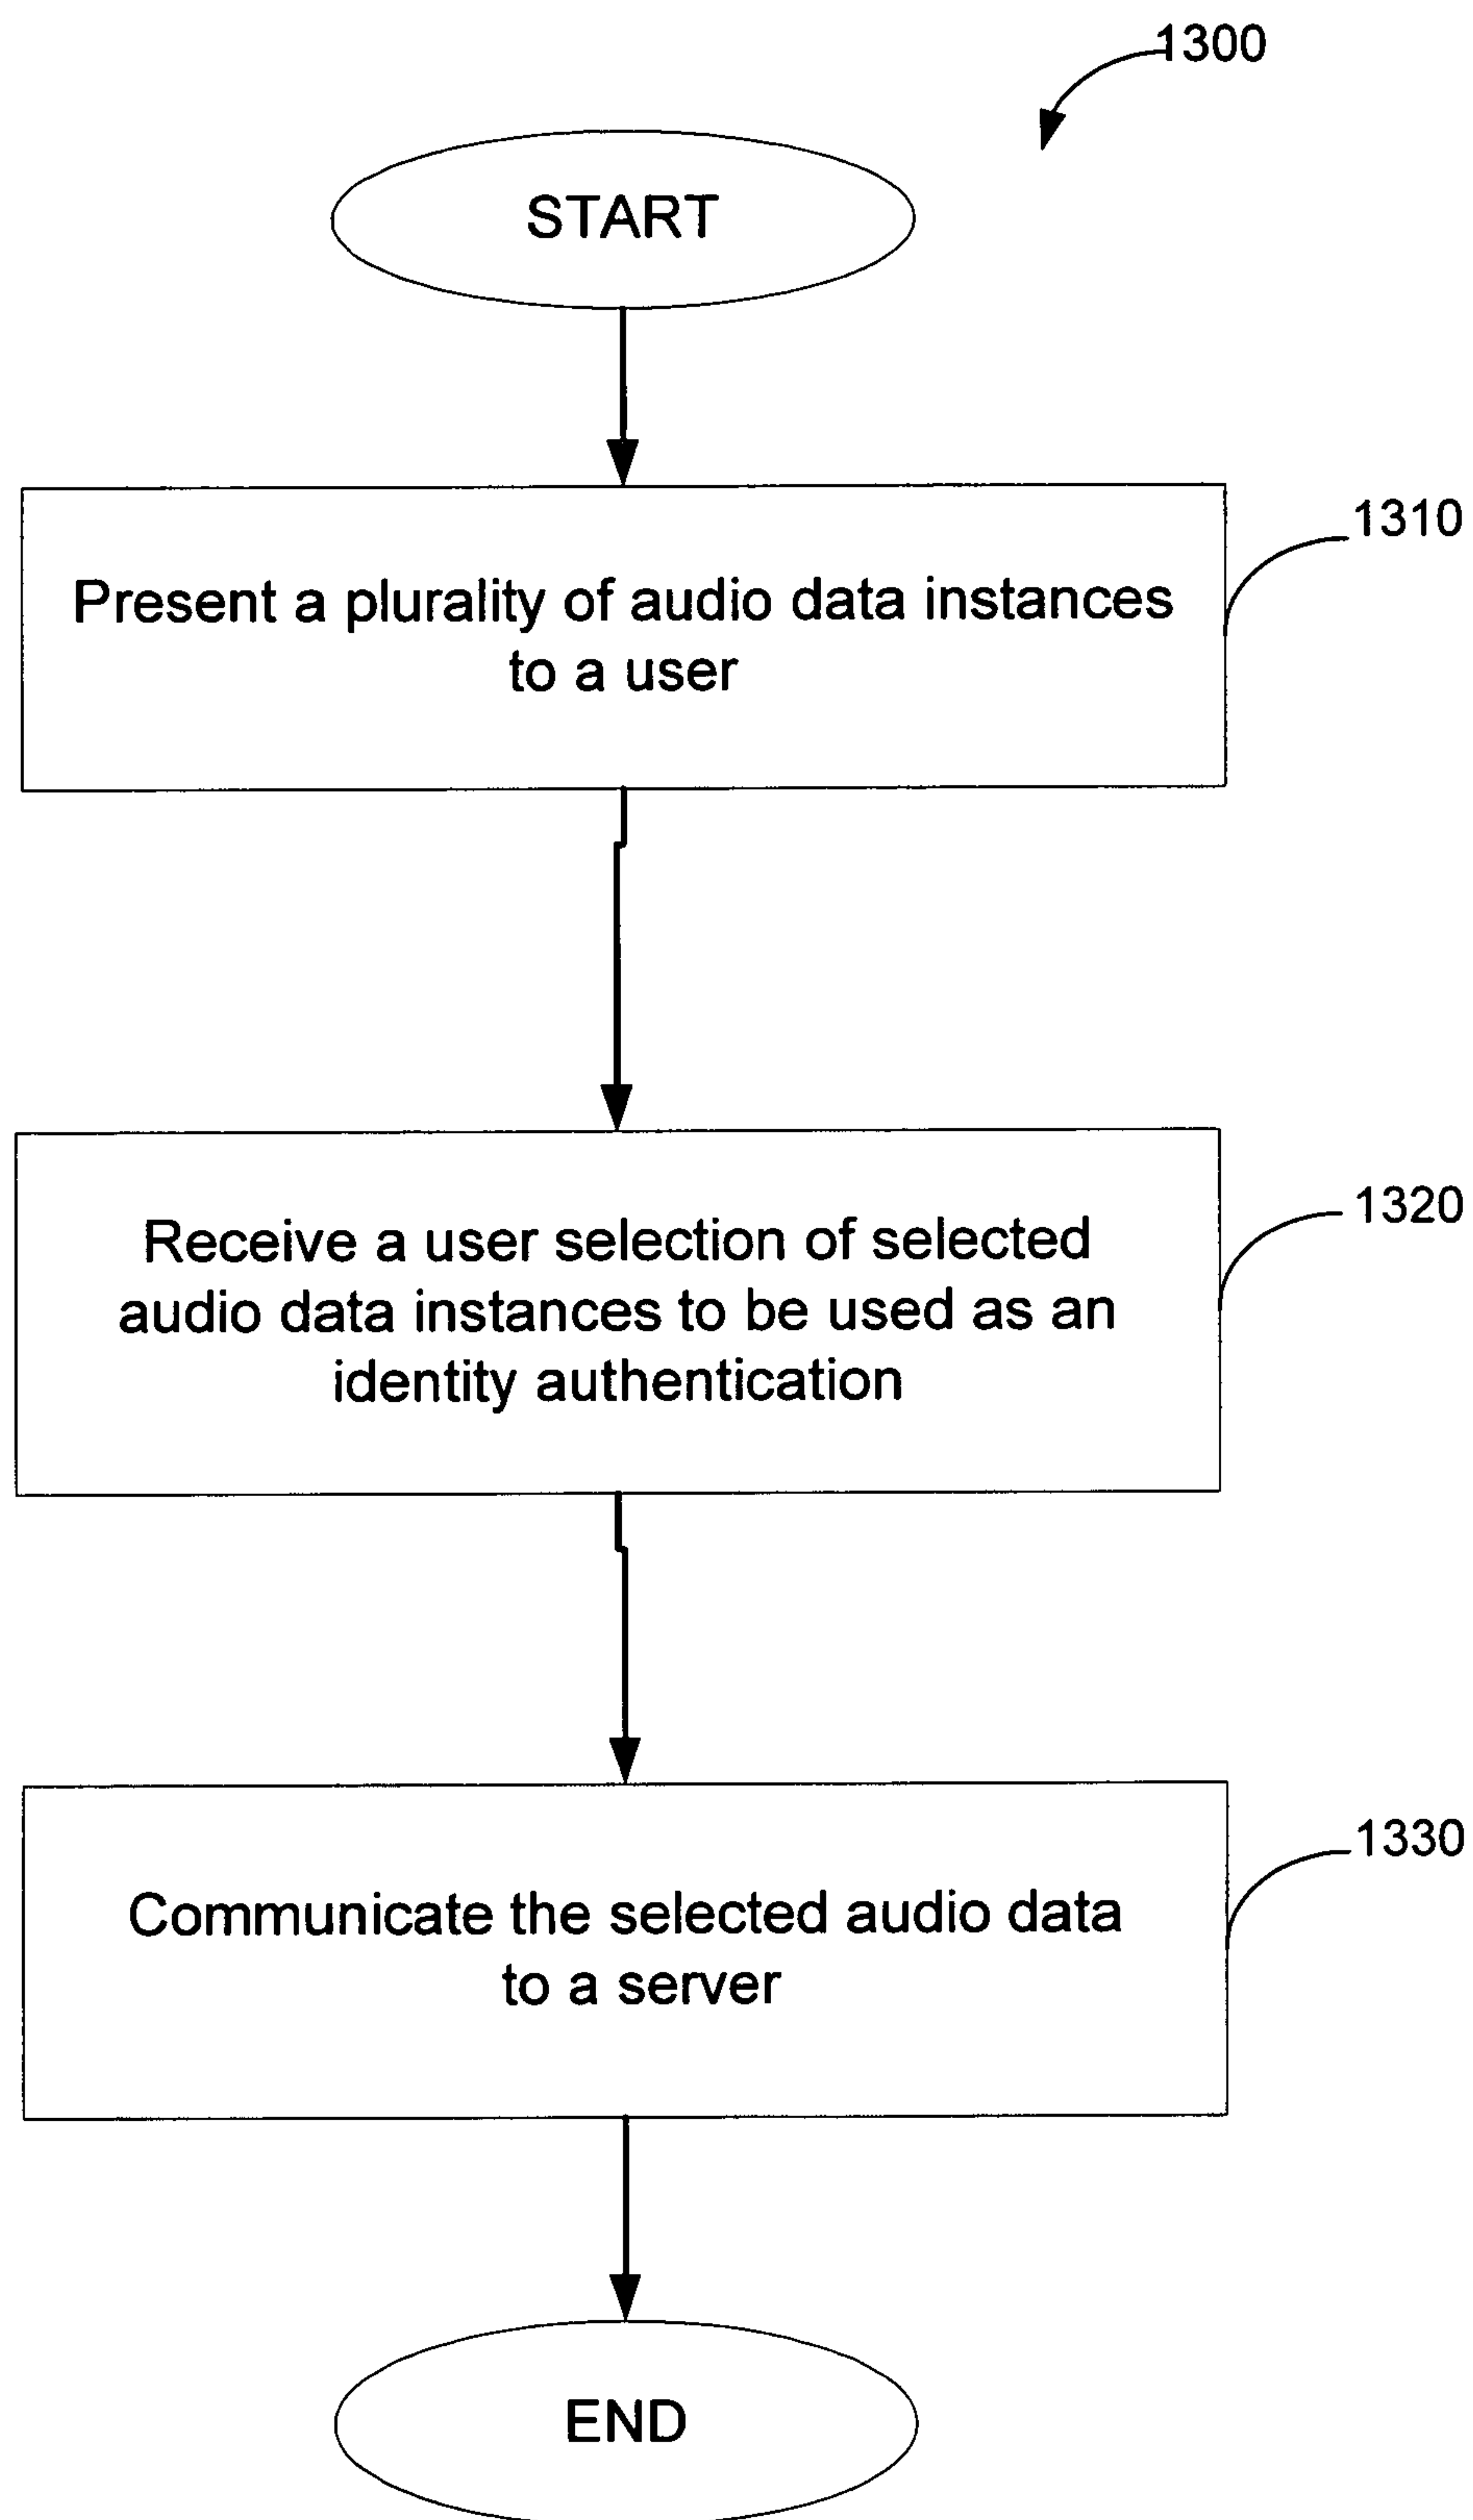 1300
START
1310
Present a plurality of audio data instances
to a user
1320
Receive a user selection of selected
audio data instances to be used as an
identity authentication
1330
Communicate the selected audio data
to a server
END